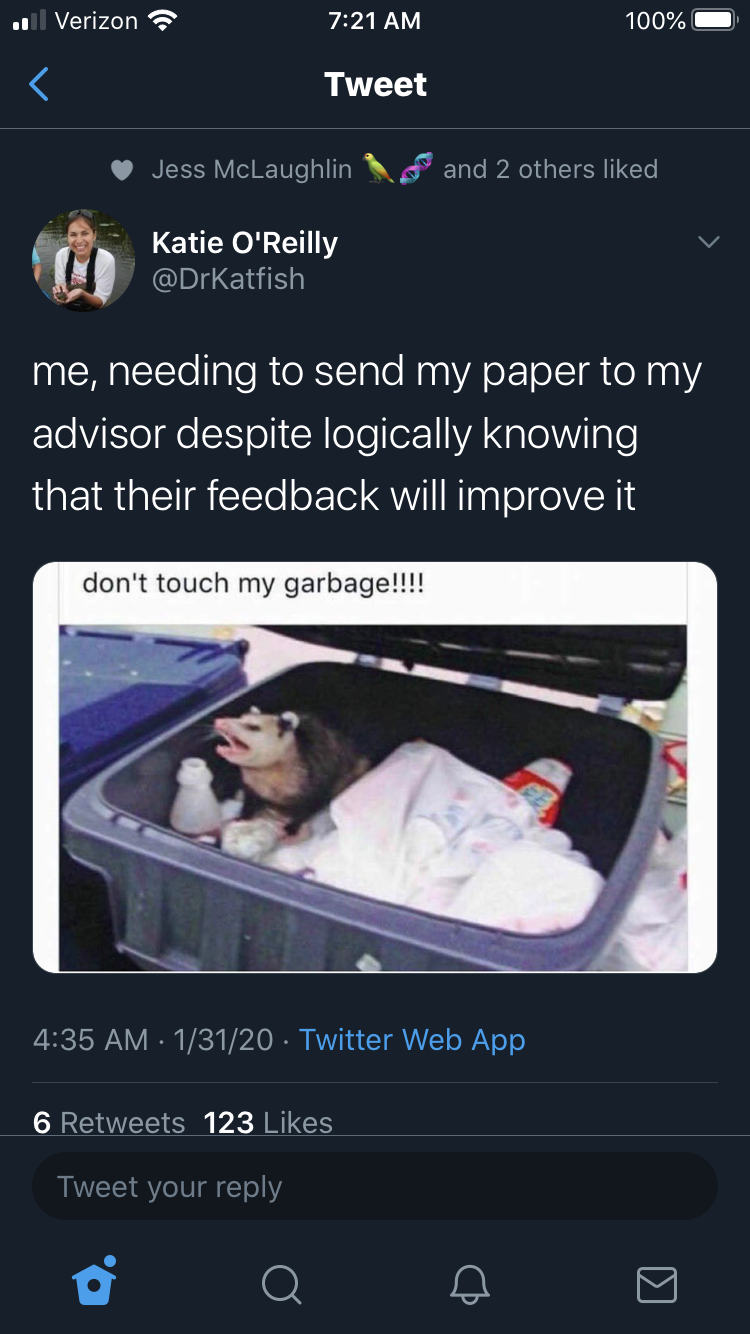 Verizon 7:21 AM 100%
Tweet
Jess McLaughlin 🦜🧬 and 2 others liked
Katie O'Reilly
@DrKatfish
me, needing to send my paper to my
advisor despite logically knowing
that their feedback will improve it
don't touch my garbage!!!!
4:35 AM · 1/31/20 · Twitter Web App
6 Retweets 123 Likes
Tweet your reply